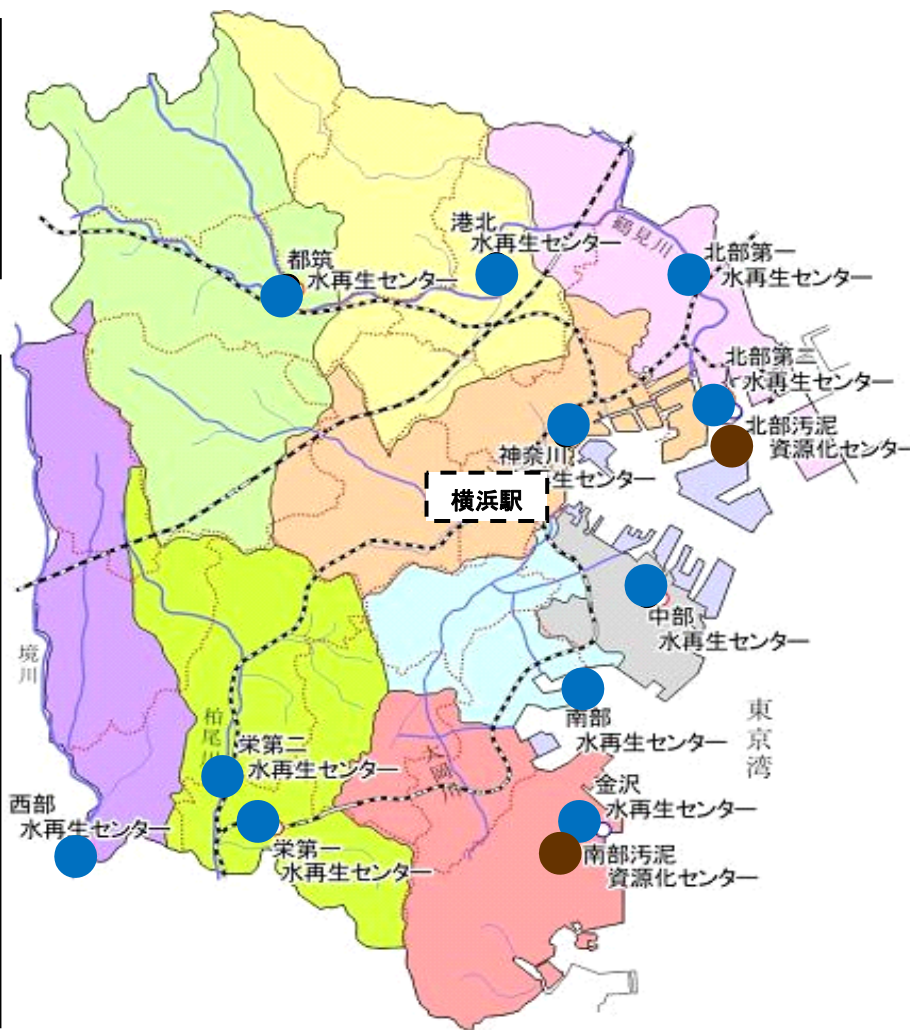 港北
水再生センター
鶴見川
北部第一
水再生センター
都筑
水再生センター
北部第二
水再生センター
北部汚泥
資源化センター
神奈川
生センター
横浜駅
中部
水再生センター
境川
柏尾川
南部
水再生センター
東京湾
栄第二
水再生センター
大岡川
金沢
水再生センター
西部
水再生センター
栄第一
水再生センター
南部汚泥
資源化センター